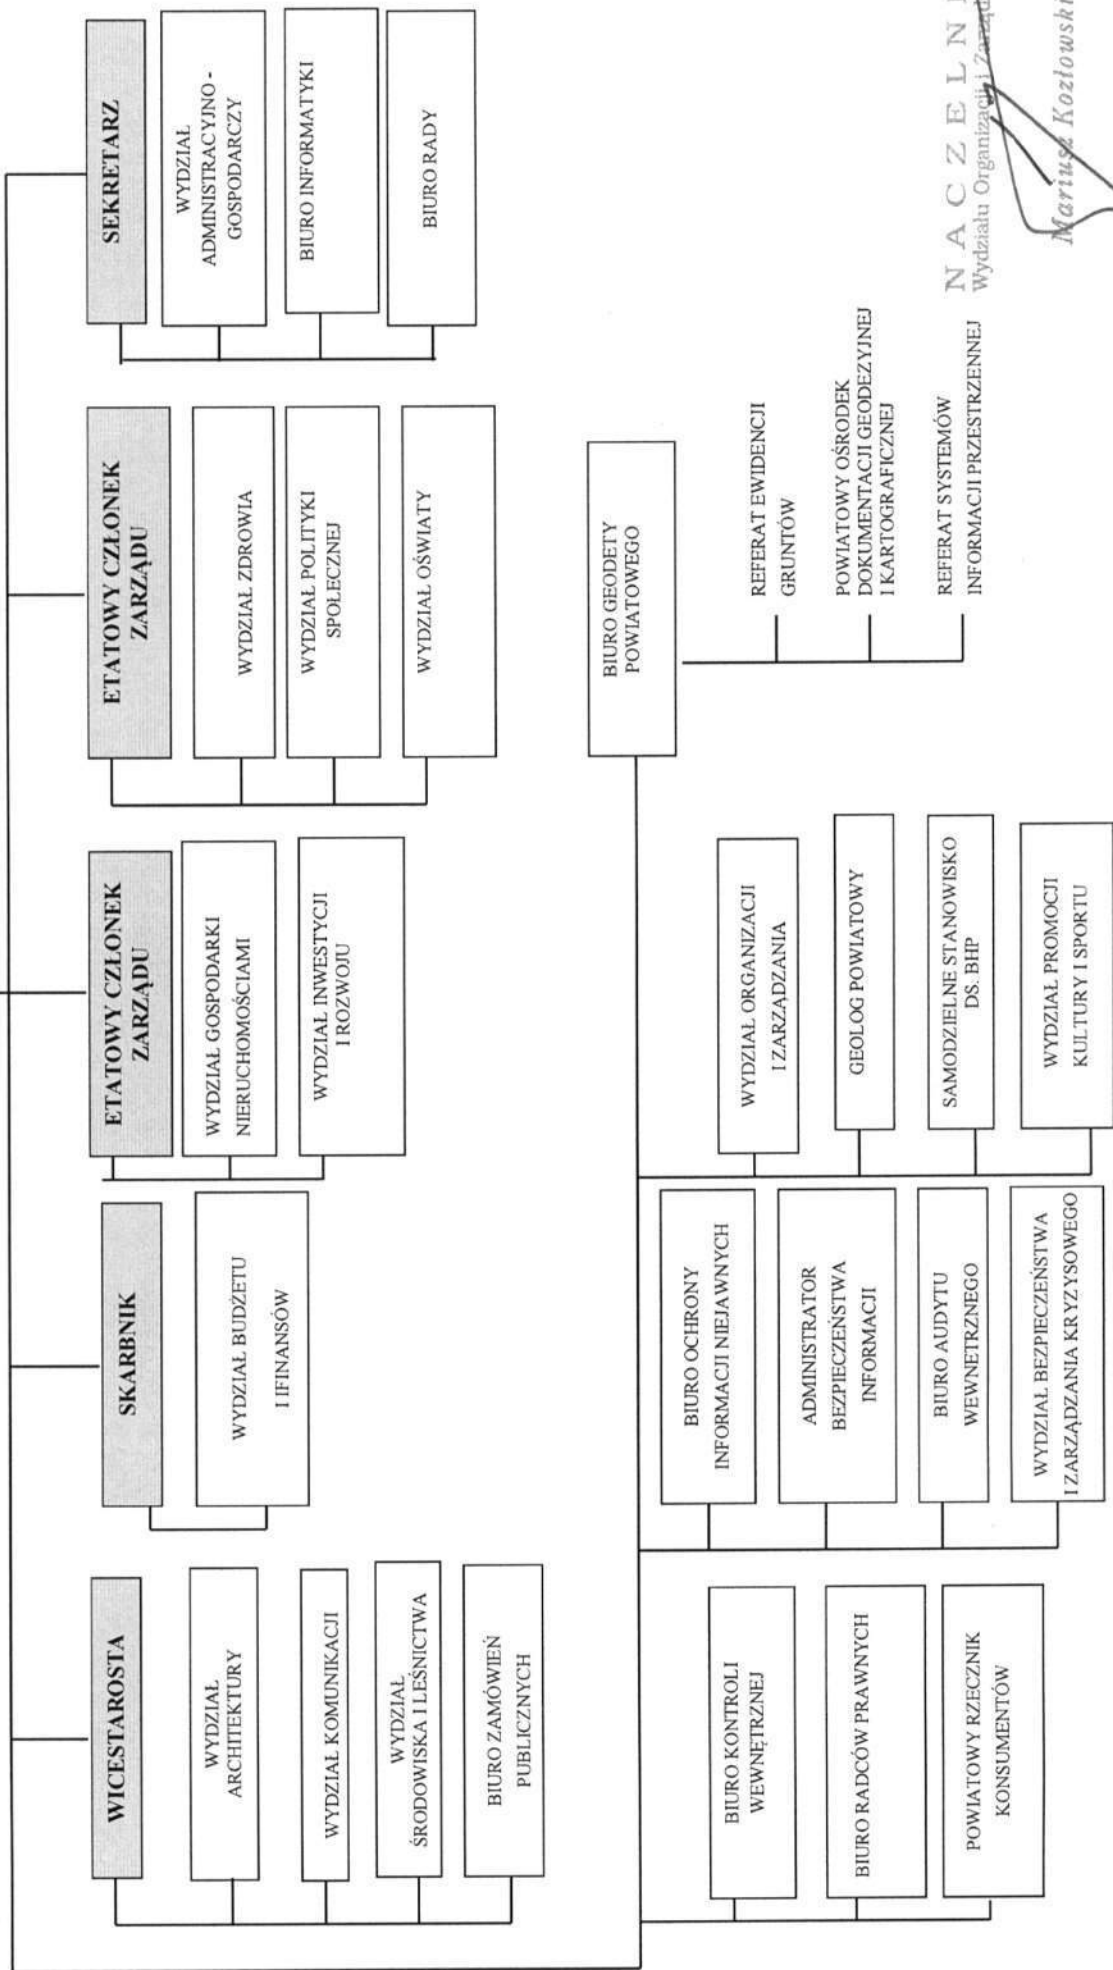 WICESTAROSTA
WYDZIAŁ
ARCHITEKTURY
WYDZIAŁ KOMUNIKACJI
WYDZIAŁ
ŚRODOWISKA I LEŚNICTWA
BIURO ZAMÓWIEŃ
PUBLICZNYCH
SKARBNIK
WYDZIAŁ BUDŻETU
I IFINANSÓW
ETATOWY CZŁONEK
ZARZĄDU
WYDZIAŁ GOSPODARKI
NIERUCHOMOŚCIAMI
WYDZIAŁ INWESTYCJI
I ROZWOJU
ETATOWY CZŁONEK
ZARZĄDU
WYDZIAŁ ZDROWIA
WYDZIAŁ POLITYKI
SPOŁECZNEJ
WYDZIAŁ OŚWIATY
SEKRETARZ
WYDZIAŁ
ADMINISTRACYJNO -
GOSPODARCZY
BIURO INFORMATYKI
BIURO RADY
BIURO KONTROLI
WEWNĘTRZNEJ
BIURO RADCÓW PRAWNYCH
POWIATOWY RZECZNIK
KONSUMENTÓW
BIURO OCHRONY
INFORMACJI NIEJAWNYCH
ADMINISTRATOR
BEZPIECZEŃSTWA
INFORMACJI
BIURO AUDYTU
WEWNETRZNEGO
WYDZIAŁ BEZPIECZEŃSTWA
I ZARZĄDZANIA KRYZYSOWEGO
WYDZIAŁ ORGANIZACJI
I ZARZĄDZANIA
GEOLOG POWIATOWY
SAMODZIELNE STANOWISKO
DS. BHP
WYDZIAŁ PROMOCJI
KULTURY I SPORTU
BIURO GEODETY
POWIATOWEGO
REFERAT EWIDENCJI
GRUNTÓW
POWIATOWY OŚRODEK
DOKUMENTACJI GEODEZYJNEJ
I KARTOGRAFICZNEJ
REFERAT SYSTEMÓW
INFORMACJI PRZESTRZENNEJ
N A C Z E L N I
Wydziału Organizacji i Zarząd
Mariusz Kozłowski